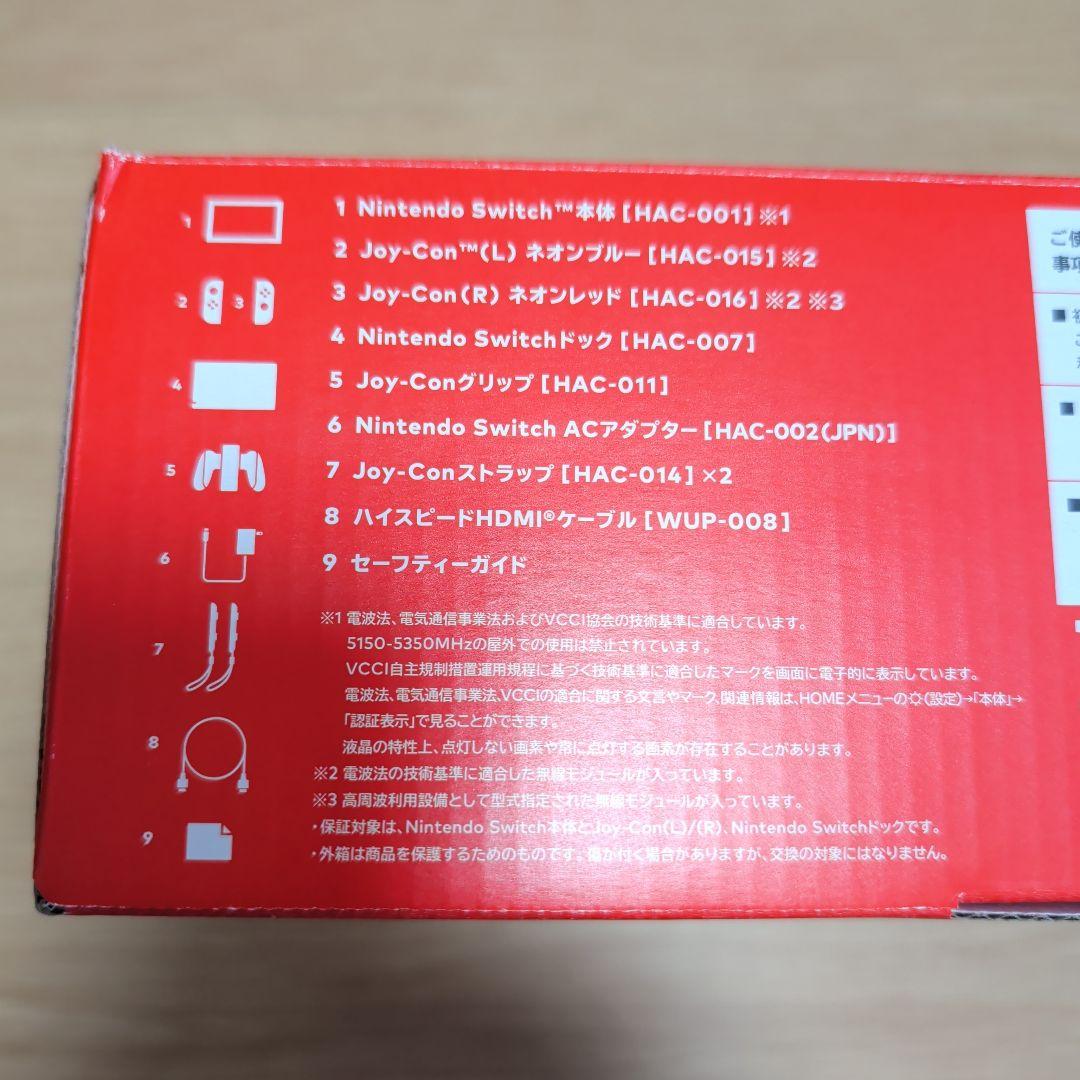 1 Nintendo Switch™本体[HAC-001]※1
2 Joy-Con™(L) ネオンブルー[HAC-015]※2
3 Joy-Con(R) ネオンレッド[HAC-016]※2 ※3
4 Nintendo Switchドック[HAC-007]
5 Joy-Conグリップ[HAC-011]
6 Nintendo Switch ACアダプター[HAC-002(JPN)]
7 Joy-Conストラップ[HAC-014]×2
8 ハイスピードHDMI®ケーブル[WUP-008]
9 セーフティーガイド
※1 電波法、電気通信事業法およびVCCI協会の技術基準に適合しています。
5150-5350MHzの屋外での使用は禁止されています。
VCCI自主規制措置運用規程に基づく技術基準に適合したマークを画面に電子的に表示しています。
電波法、電気通信事業法、VCCIの適合に関する文言やマーク、関連情報は、HOMEメニューの(設定)→「本体」→
「認証表示」で見ることができます。
液晶の特性上、点灯しない画素や常に点灯する画素が存在することがあります。
※2 電波法の技術基準に適合した無線モジュールが入っています。
※3 高周波利用設備として型式指定された無線モジュールが入っています。
・保証対象は、Nintendo Switch本体とJoy-Con(L)/(R)、Nintendo Switchドックです。
・外箱は商品を保護するためのものです。傷が付く場合がありますが、交換の対象にはなりません。
1
2 3
4
5
6
7
8
9
ご使
事項